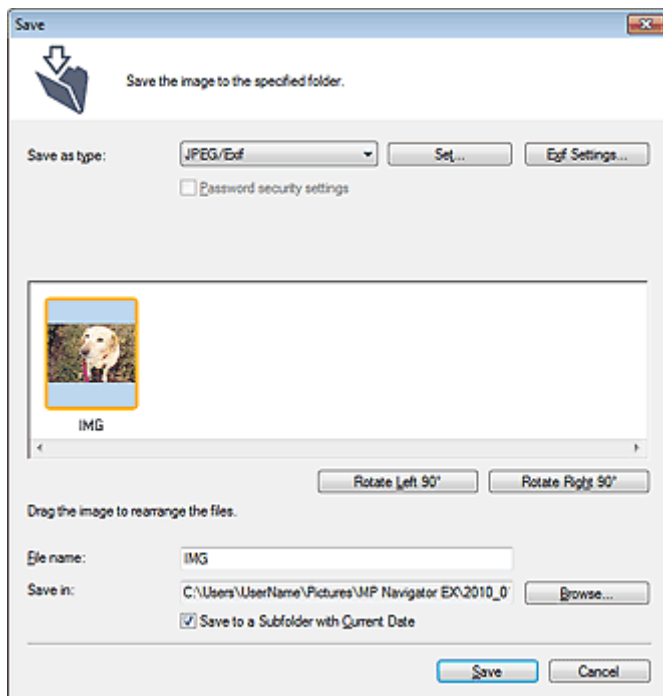 Save
Save the image to the specified folder.
Save as type: JPEG/Exif Set... Exif Settings...
Password security settings
IMG
Rotate Left 90° Rotate Right 90°
Drag the image to rearrange the files.
File name: IMG
Save in: C:\Users\UserName\Pictures\MP Navigator EX\2010_0 Browse...
Save to a Subfolder with Current Date
Save Cancel